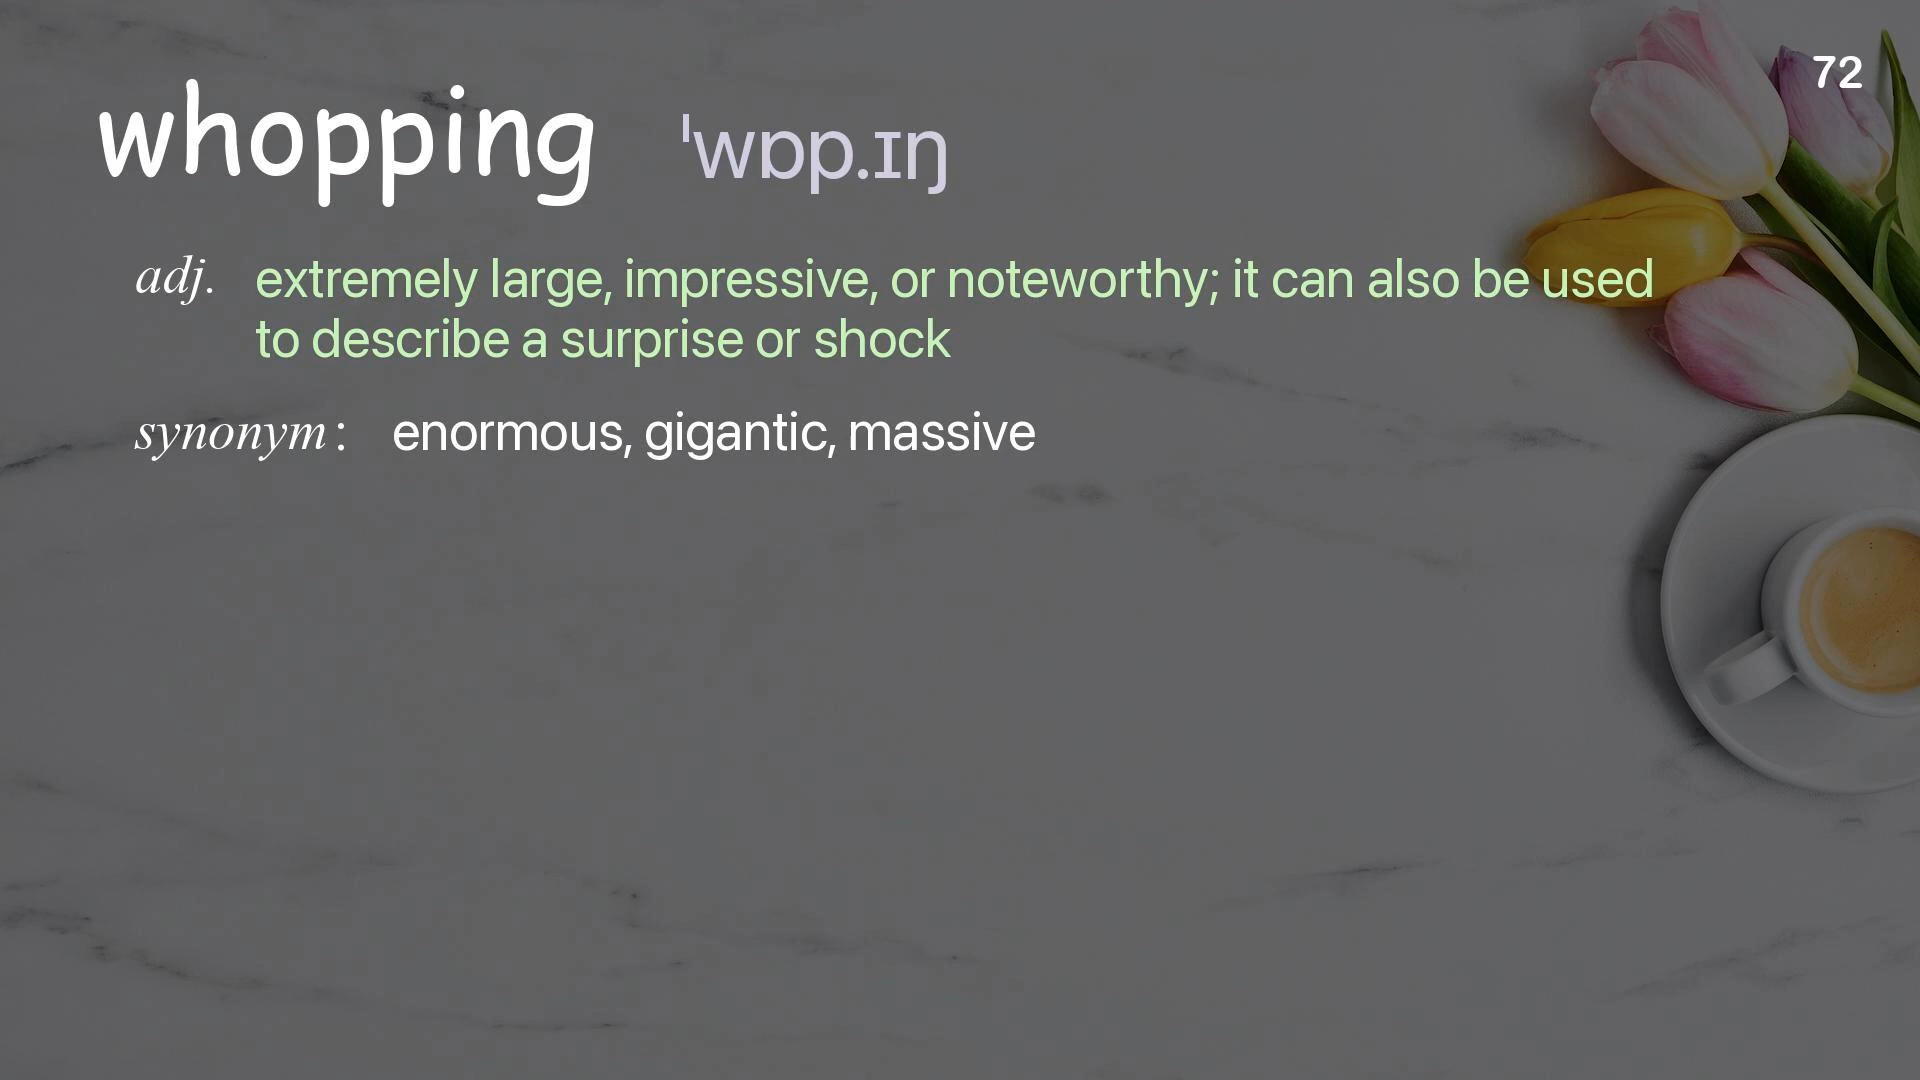 72
whopping ˈwɒp.ɪŋ
adj. extremely large, impressive, or noteworthy; it can also be used
to describe a surprise or shock
synonym: enormous, gigantic, massive